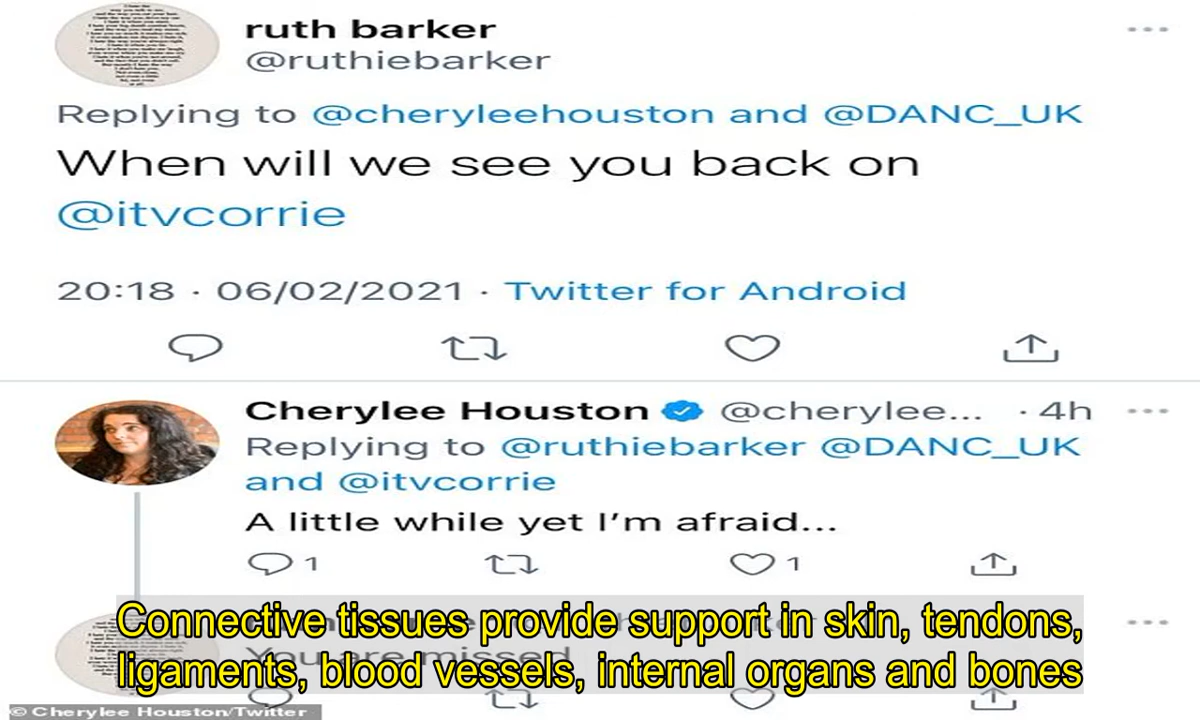 ruth barker
@ruthiebarker
Replying to @cheryleehouston and @DANC_UK
When will we see you back on
@itvcorrie
20:18 · 06/02/2021 · Twitter for Android
Cherylee Houston @cherylee... · 4h
Replying to @ruthiebarker @DANC_UK
and @itvcorrie
A little while yet I'm afraid...
1 1
Connective tissues provide support in skin, tendons,
You are missed
ligaments, blood vessels, internal organs and bones
© Cherylee Houston/Twitter